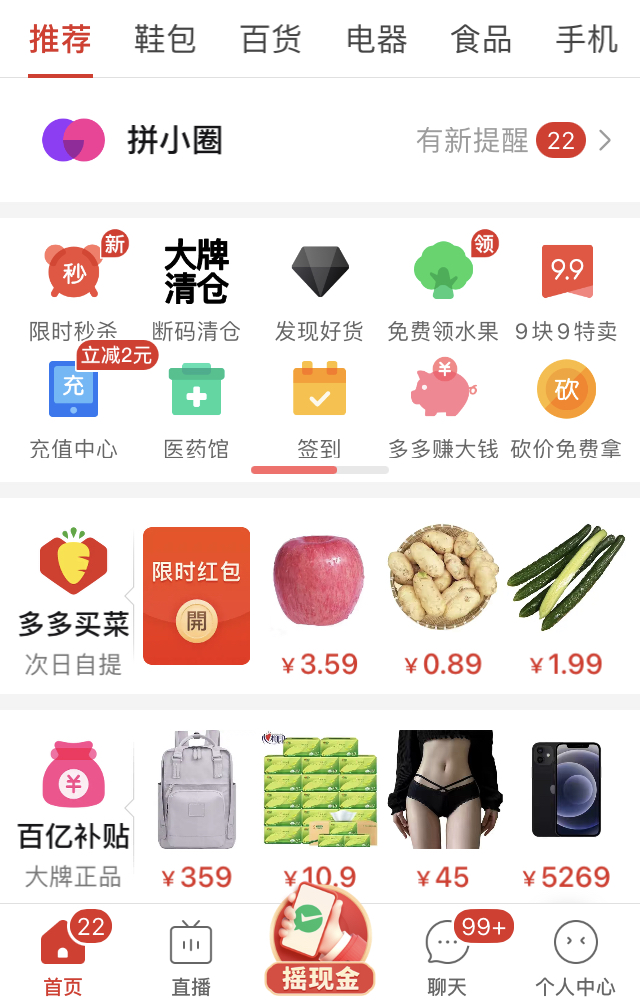 推荐 鞋包 百货 电器 食品 手机
拼小圈 有新提醒 22
秒 新 大牌 领 9.9
清仓
限时秒杀 断码清仓 发现好货 免费领水果 9块9特卖
立减2元
充 ¥ 砍
充值中心 医药馆 签到 多多赚大钱 砍价免费拿
限时红包
開
多多买菜
次日自提 ¥3.59 ¥0.89 ¥1.99
¥
百亿补贴
大牌正品 ¥359 ¥10.9 ¥45 ¥5269
22 99+
摇现金
首页 直播 聊天 个人中心